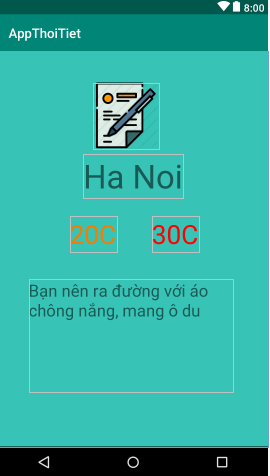 8:00
AppThoiTiet
Ha Noi
20C 30C
Bạn nên ra đường với áo
chông nắng, mang ô du